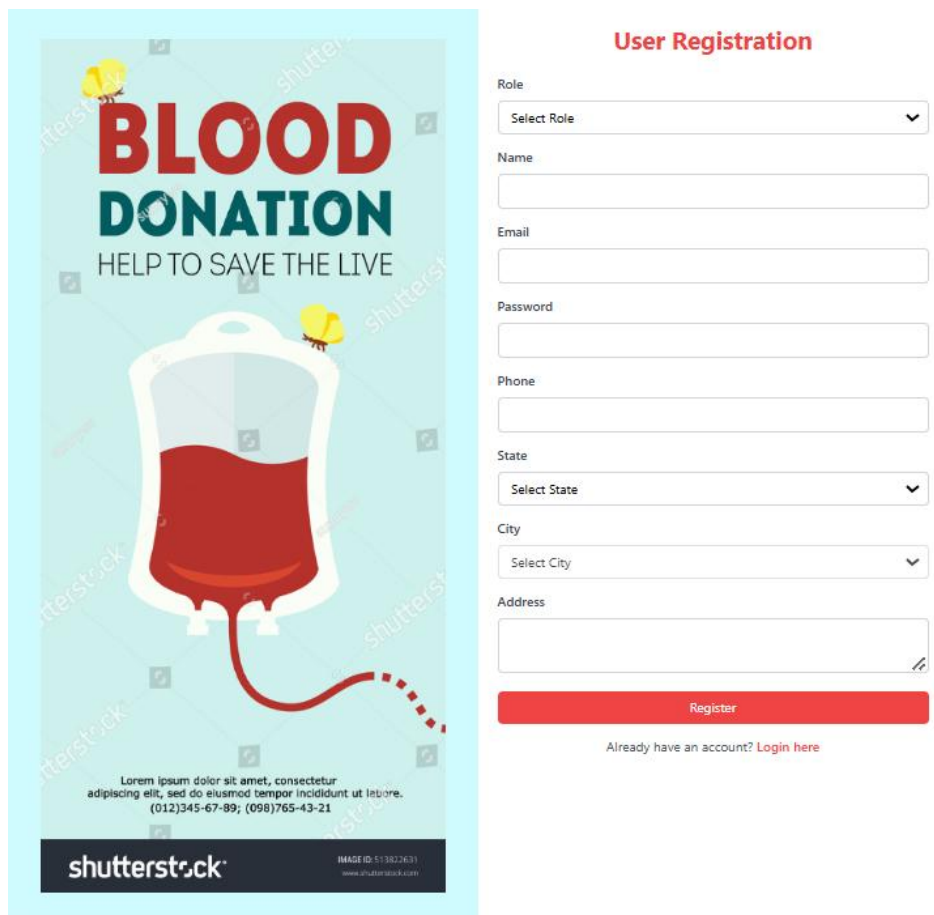 BLOOD
DONATION
HELP TO SAVE THE LIVE
Lorem ipsum dolor sit amet, consectetur
adipiscing elit, sed do eiusmod tempor incididunt ut labore.
(012)345-67-89; (098)765-43-21
shutterstock
IMAGE ID: 513822631
www.shutterstock.com
User Registration
Role
Select Role
Name
Email
Password
Phone
State
Select State
City
Select City
Address
Register
Already have an account? Login here